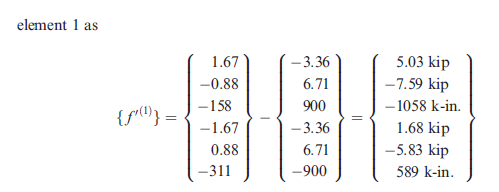 element 1 as
1.67 −3.36 5.03 kip
−0.88 6.71 −7.59 kip
−158 900 −1058 k-in.
{f′(1)} = − =
−1.67 −3.36 1.68 kip
0.88 6.71 −5.83 kip
−311 −900 589 k-in.